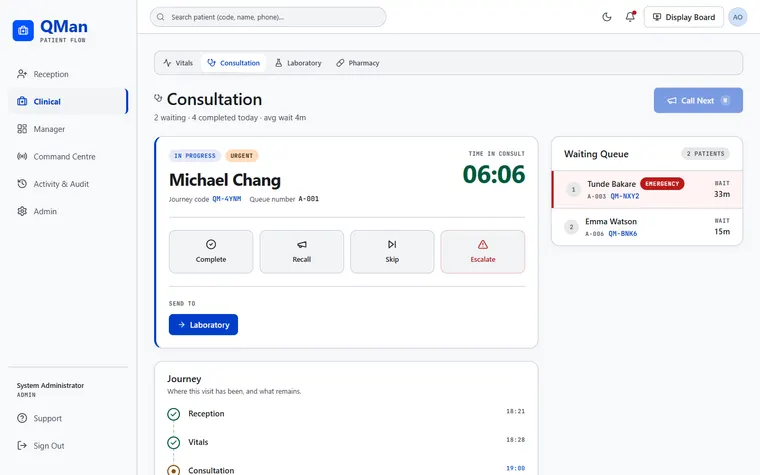 QMan
PATIENT FLOW
Reception
Clinical
Manager
Command Centre
Activity & Audit
Admin
System Administrator
ADMIN
Support
Sign Out
Search patient (code, name, phone)...
Display Board
AO
Vitals
Consultation
Laboratory
Pharmacy
Consultation
2 waiting · 4 completed today · avg wait 4m
Call Next N
IN PROGRESS
URGENT
TIME IN CONSULT
Michael Chang
06:06
Journey code QM-4YNM Queue number A-001
Complete
Recall
Skip
Escalate
SEND TO
Laboratory
Journey
Where this visit has been, and what remains.
Reception
18:21
Vitals
18:28
Consultation
19:00
Waiting Queue
2 PATIENTS
1
Tunde Bakare EMERGENCY
WAIT
A-003 QM-NXY2
33m
2
Emma Watson
WAIT
A-006 QM-BNK6
15m